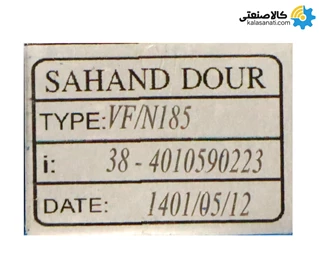 کالاصنعتی
kalasanati.com
SAHAND DOUR
TYPE: VF/N185
i: 38 - 4010590223
DATE: 1401/05/12